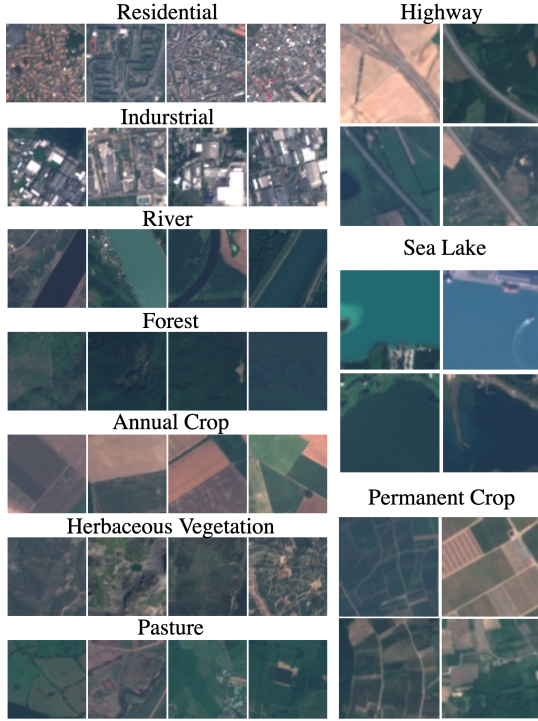 Residential
Indurstrial
River
Forest
Annual Crop
Herbaceous Vegetation
Pasture
Highway
Sea Lake
Permanent Crop